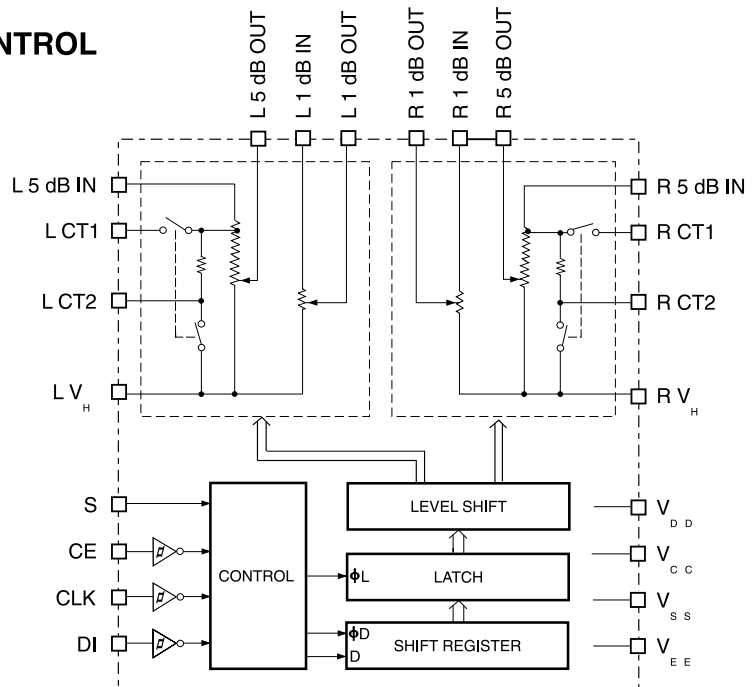 NTROL
L 5 dB OUT
L 1 dB IN
L 1 dB OUT
R 1 dB OUT
R 1 dB IN
R 5 dB OUT
L 5 dB IN
R 5 dB IN
L CT1
R CT1
L CT2
R CT2
L VH
R VH
S
LEVEL SHIFT
VDD
CE
CONTROL
ϕL
LATCH
VCC
CLK
VSS
DI
ϕD
D
SHIFT REGISTER
VEE